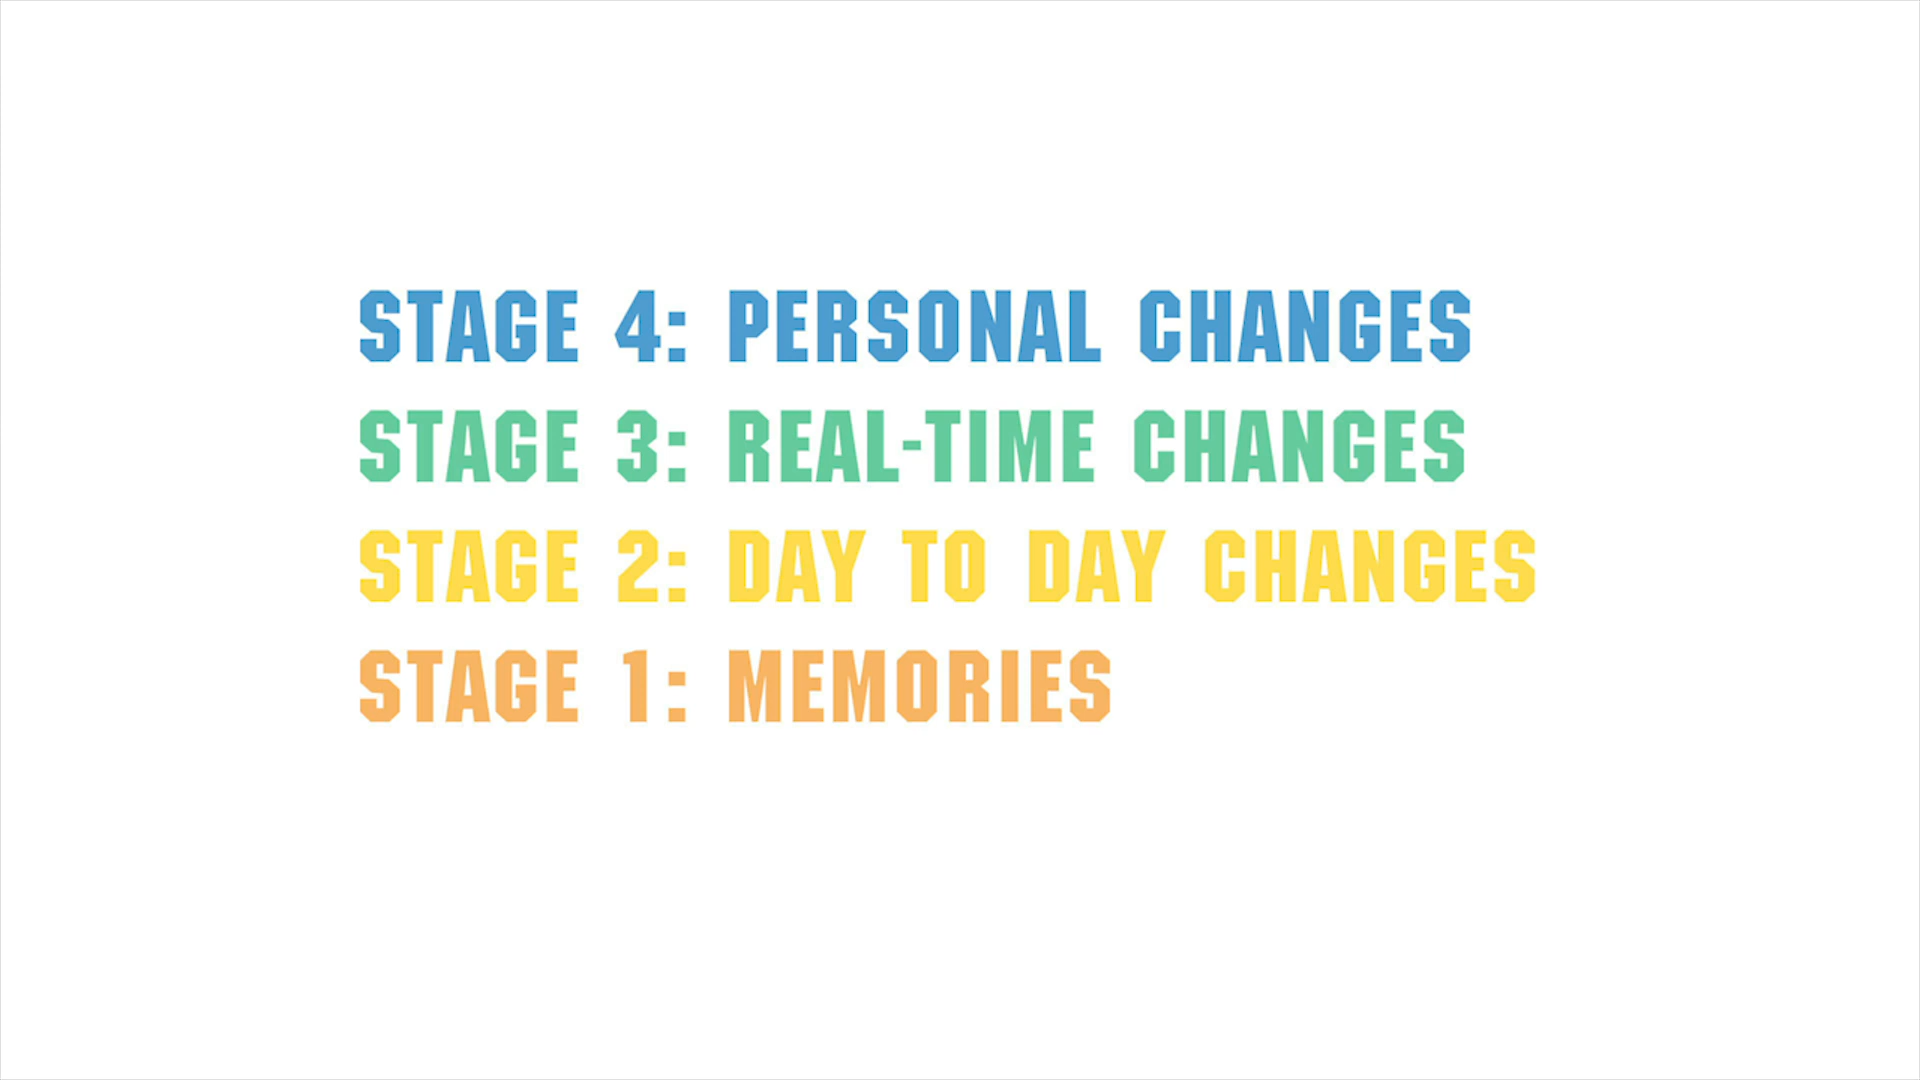 STAGE 4: PERSONAL CHANGES
STAGE 3: REAL-TIME CHANGES
STAGE 2: DAY TO DAY CHANGES
STAGE 1: MEMORIES